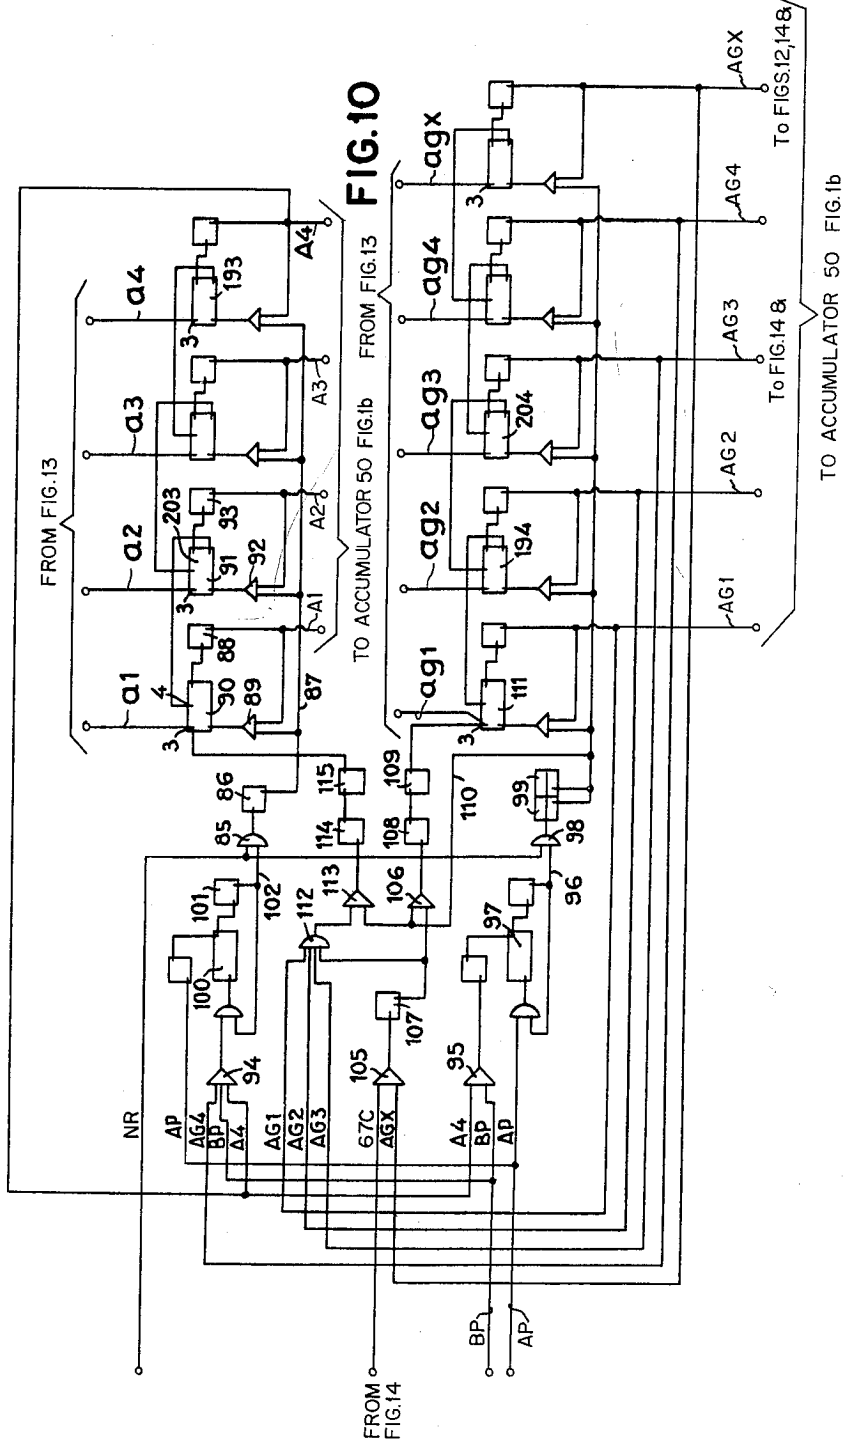 FIG.10
FROM FIG.13
a1
a2
a3
a4
3
4
90
88
89
87
A1
3
203
91
93
92
A2
A3
3
193
A4
TO ACCUMULATOR 50 FIG.1b
FROM FIG.13
ag1
ag2
ag3
ag4
agx
3
111
194
204
3
AG1
AG2
AG3
AG4
AGX
To FIG.14 &
To FIGS.12,14&
TO ACCUMULATOR 50 FIG.1b
NR
AP
AG4
BP
A4
94
100
101
102
85
86
AG1
AG2
AG3
112
113
114
115
67C
AGX
105
107
106
108
109
110
A4
BP
AP
95
97
96
98
99
FROM
FIG.14
BP
AP